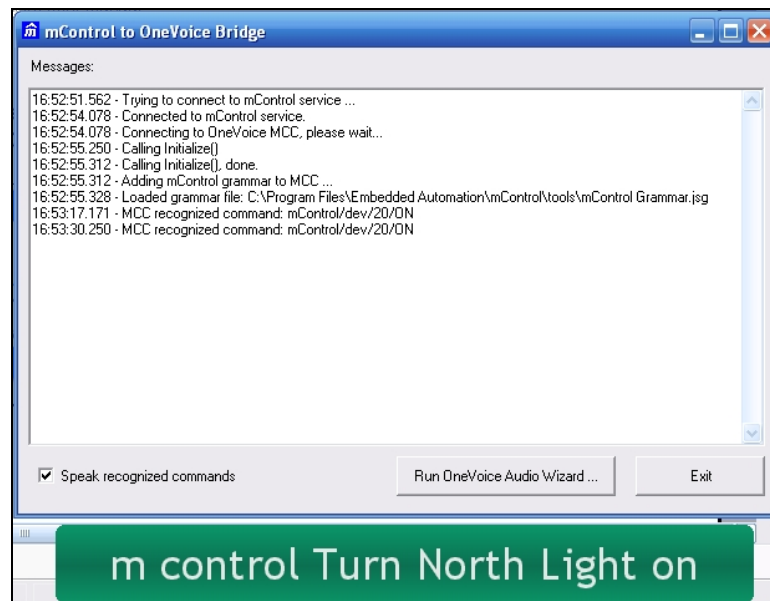 mControl to OneVoice Bridge
Messages:
16:52:51.562 - Trying to connect to mControl service ...
16:52:54.078 - Connected to mControl service.
16:52:54.078 - Connecting to OneVoice MCC, please wait...
16:52:55.250 - Calling Initialize()
16:52:55.312 - Calling Initialize(), done.
16:52:55.312 - Adding mControl grammar to MCC ...
16:52:55.328 - Loaded grammar file: C:\Program Files\Embedded Automation\mControl\tools\mControl Grammar.jsg
16:53:17.171 - MCC recognized command: mControl/dev/20/ON
16:53:30.250 - MCC recognized command: mControl/dev/20/ON
Speak recognized commands
Run OneVoice Audio Wizard ...
Exit
m control Turn North Light on